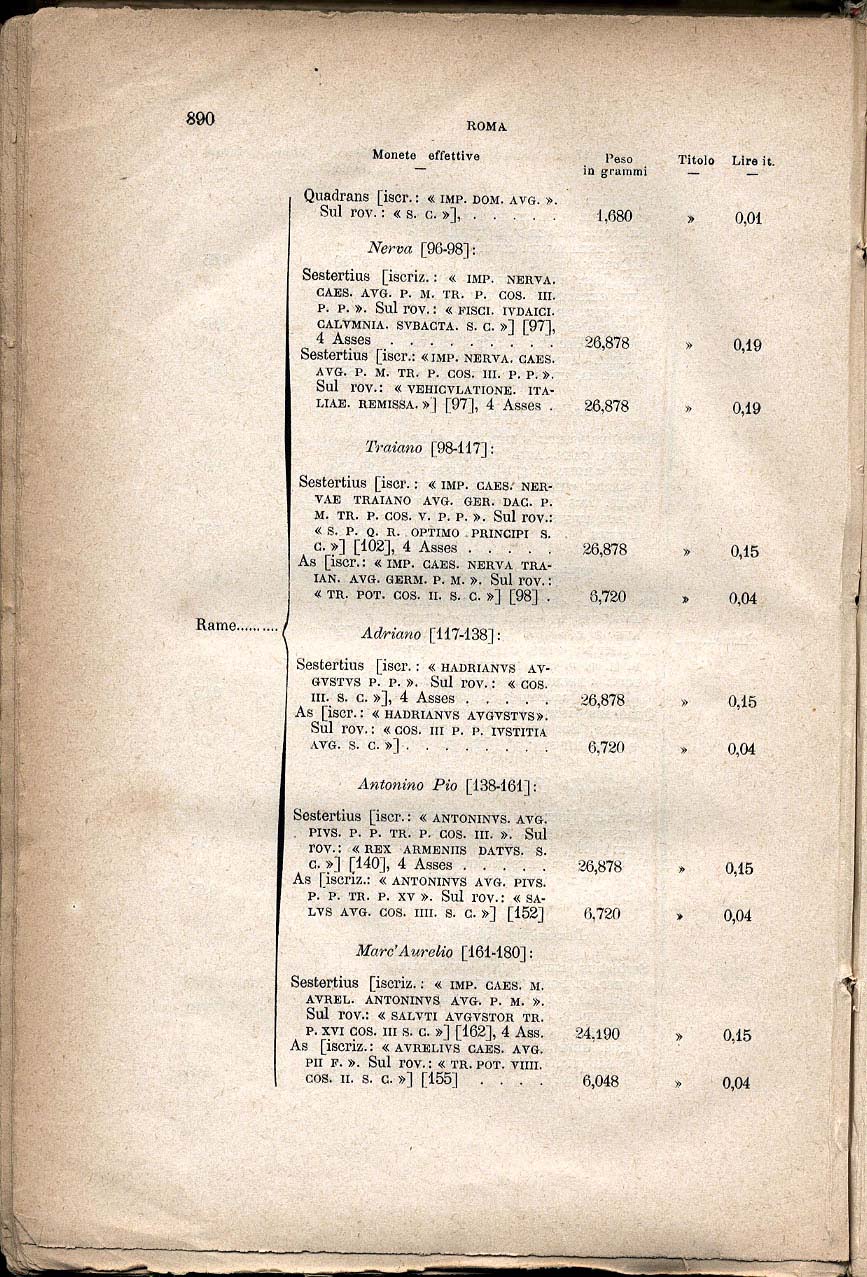 890
ROMA
Monete effettive Peso in grammi Titolo Lire it.
Quadrans [iscr.: « IMP. DOM. AVG. ».
Sul rov.: « S. C. »], . . . . . 1,680 » 0,01
Nerva [96-98]:
Sestertius [iscriz.: « IMP. NERVA.
CAES. AVG. P. M. TR. P. COS. III.
P. P. ». Sul rov.: « FISCI. IVDAICI.
CALVMNIA. SVBACTA. S. C. »] [97],
4 Asses . . . . . . . . . 26,878 » 0,19
Sestertius [iscr.: « IMP. NERVA. CAES.
AVG. P. M. TR. P. COS. III. P. P. ».
Sul rov.: « VEHICVLATIONE. ITA-
LIAE. REMISSA. »] [97], 4 Asses . 26,878 » 0,19
Traiano [98-117]:
Sestertius [iscr.: « IMP. CAES. NER-
VAE TRAIANO AVG. GER. DAC. P.
M. TR. P. COS. V. P. P. ». Sul rov.:
« S. P. Q. R. OPTIMO PRINCIPI S.
C. »] [102], 4 Asses . . . . . 26,878 » 0,15
As [iscr.: « IMP. CAES. NERVA TRA-
IAN. AVG. GERM. P. M. ». Sul rov.:
« TR. POT. COS. II. S. C. »] [98] . 6,720 » 0,04
Rame..........
Adriano [117-138]:
Sestertius [iscr.: « HADRIANVS AV-
GVSTVS P. P. ». Sul rov.: « COS.
III. S. C. »], 4 Asses . . . . . 26,878 » 0,15
As [iscr.: « HADRIANVS AVGVSTVS».
Sul rov.: « COS. III P. P. IVSTITIA
AVG. S. C. »] . . . . . . . . 6,720 » 0,04
Antonino Pio [138-161]:
Sestertius [iscr.: « ANTONINVS. AVG.
PIVS. P. P. TR. P. COS. III. ». Sul
rov.: « REX ARMENIIS DATVS. S.
C. »] [140], 4 Asses . . . . . 26,878 » 0,15
As [iscriz.: « ANTONINVS AVG. PIVS.
P. P. TR. P. XV ». Sul rov.: « SA-
LVS AVG. COS. IIII. S. C. »] [152] 6,720 » 0,04
Marc'Aurelio [161-180]:
Sestertius [iscriz.: « IMP. CAES. M.
AVREL. ANTONINVS AVG. P. M. ».
Sul rov.: « SALVTI AVGVSTOR TR.
P. XVI COS. III S. C. »] [162], 4 Ass. 24,190 » 0,15
As [iscriz.: « AVRELIVS CAES. AVG.
PII F. ». Sul rov.: « TR. POT. VIIII.
COS. II. S. C. »] [155] . . . . 6,048 » 0,04